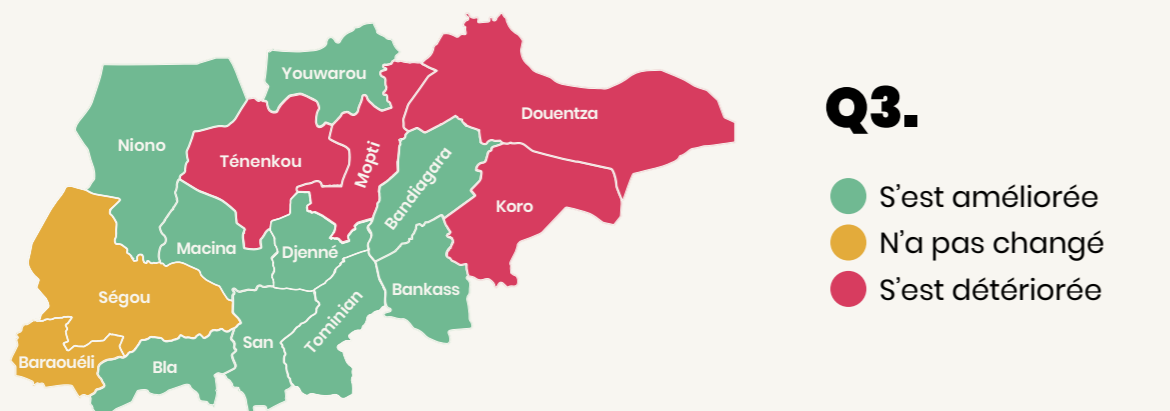 Youwarou
Douentza
Niono
Ténenkou
Mopti
Bandiagara
Koro
Macina
Djenné
Ségou
Bankass
Tominian
San
Baraouéli
Bla
Q3.
S'est améliorée
N'a pas changé
S'est détériorée